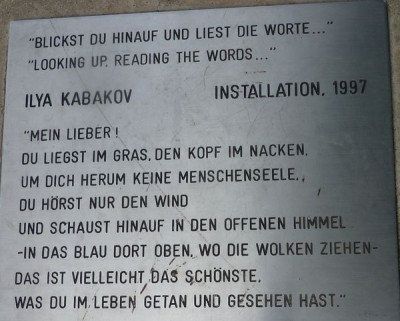 "BLICKST DU HINAUF UND LIEST DIE WORTE..."
"LOOKING UP, READING THE WORDS..."
ILYA KABAKOV INSTALLATION, 1997
"MEIN LIEBER!
DU LIEGST IM GRAS, DEN KOPF IM NACKEN,
UM DICH HERUM KEINE MENSCHENSEELE,
DU HÖRST NUR DEN WIND
UND SCHAUST HINAUF IN DEN OFFENEN HIMMEL
-IN DAS BLAU DORT OBEN, WO DIE WOLKEN ZIEHEN-
DAS IST VIELLEICHT DAS SCHÖNSTE,
WAS DU IM LEBEN GETAN UND GESEHEN HAST."